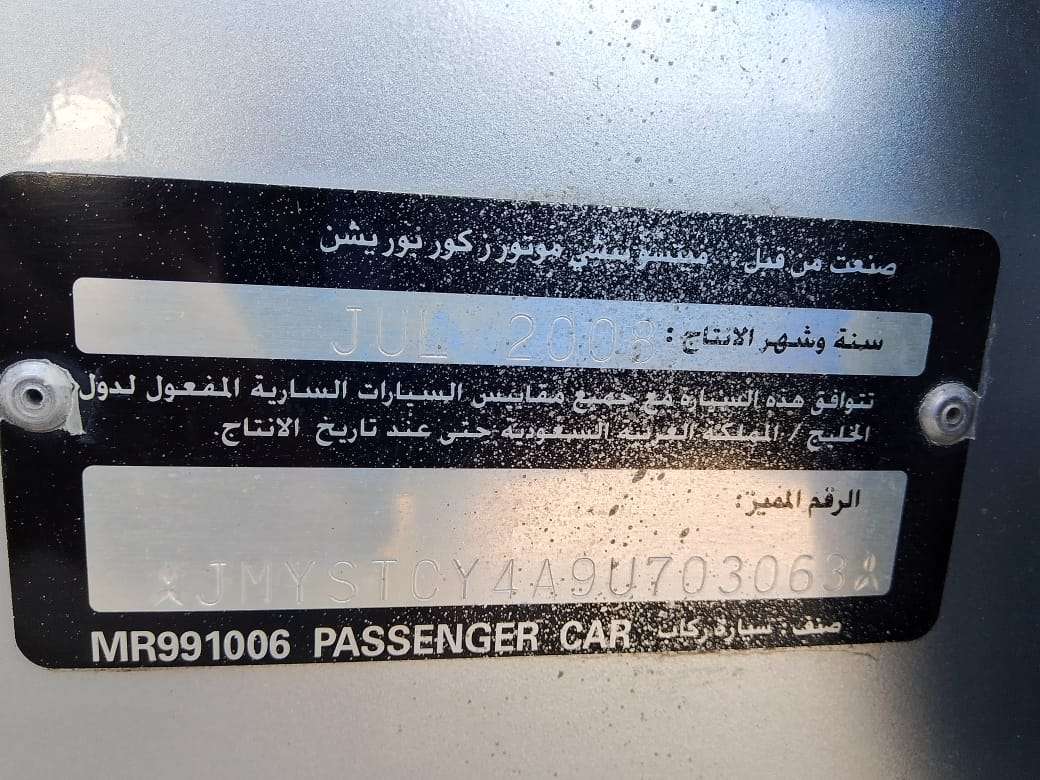 صنعت من قبل : ميتسوبيشي موتورز كوربوريشن
سنة وشهر الانتاج : JUL 2008
تتوافق هذه السيارة مع جميع مقاييس السيارات السارية المفعول لدول
الخليج / المملكة العربية السعودية حتى عند تاريخ الانتاج.
الرقم المميز:
JMYSTCY4A9U703063
MR991006 PASSENGER CAR صنف : سيارة ركاب